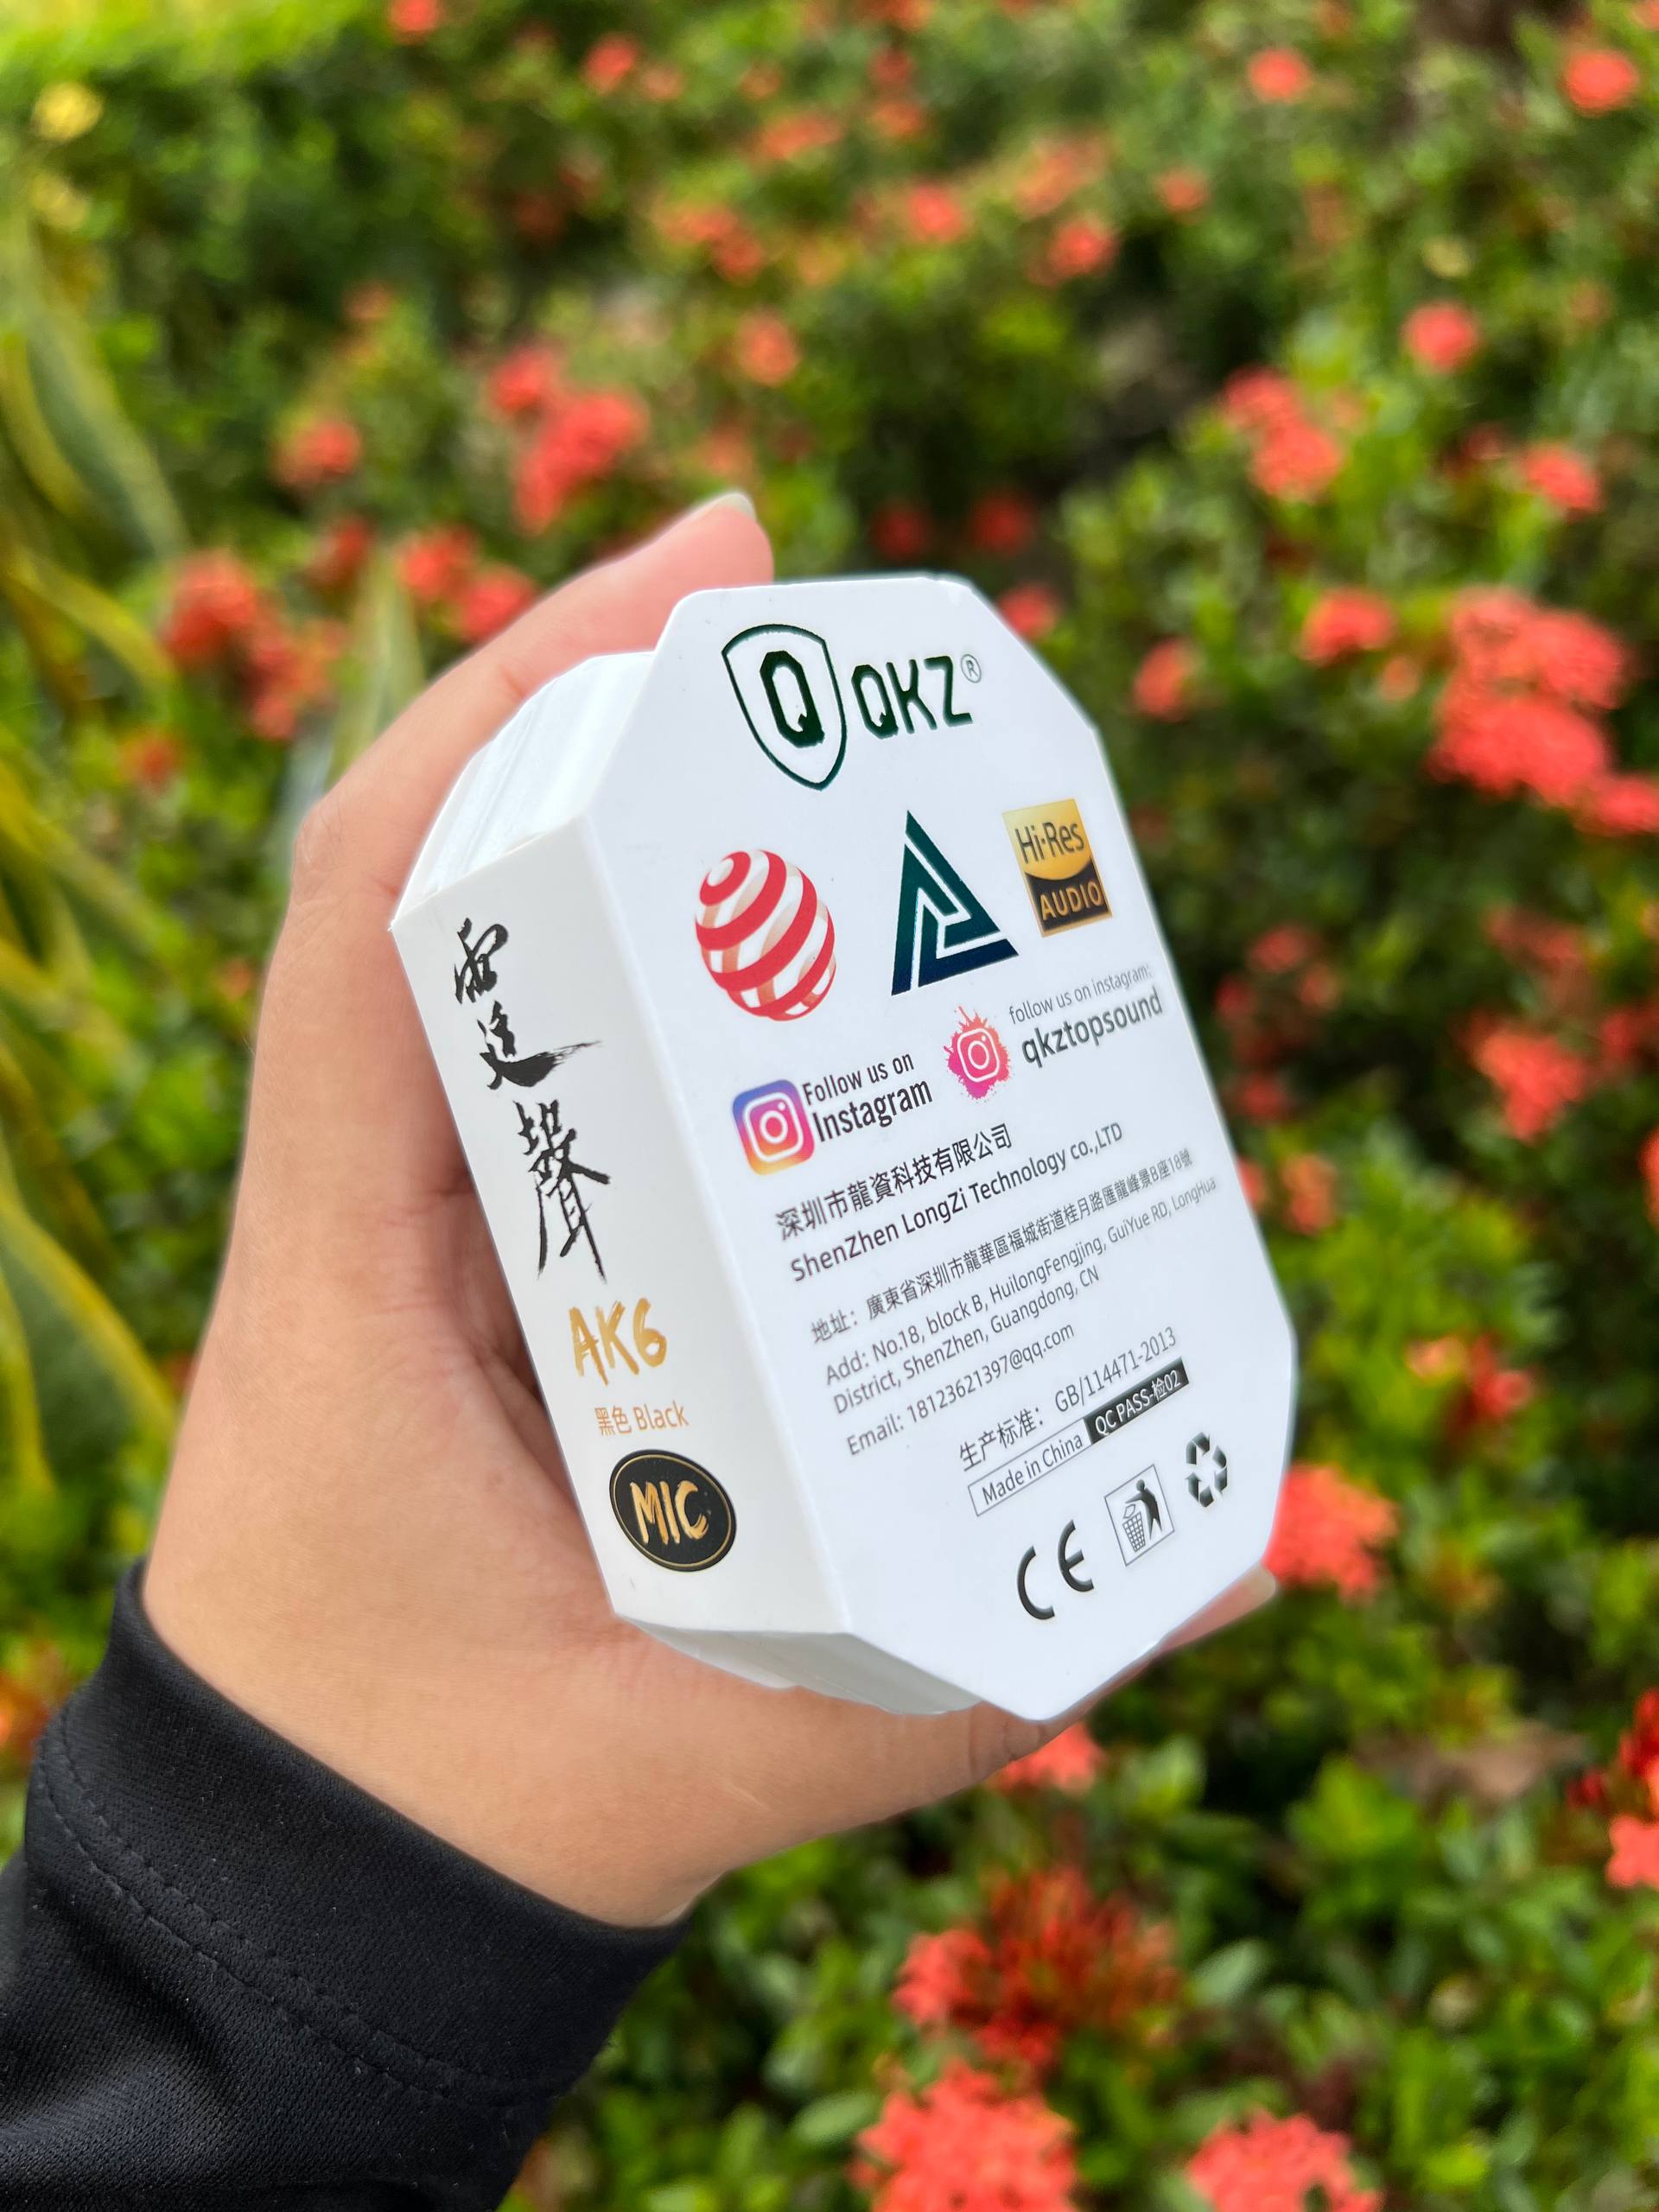 Q QKZ®
Hi-Res
AUDIO
Follow us on
Instagram
follow us on instagram:
qkztopsound
深圳市龍資科技有限公司
ShenZhen LongZi Technology co.,LTD
地址：廣東省深圳市龍華區福城街道桂月路匯龍峰景B座18號
Add: No.18, block B, HuilongFengjing, GuiYue RD, LongHua
District, ShenZhen, Guangdong, CN
Email: 18123621397@qq.com
生产标准：GB/114471-2013
Made in China QC PASS-检02
CE
雷霆聲
AK6
黑色 Black
MIC